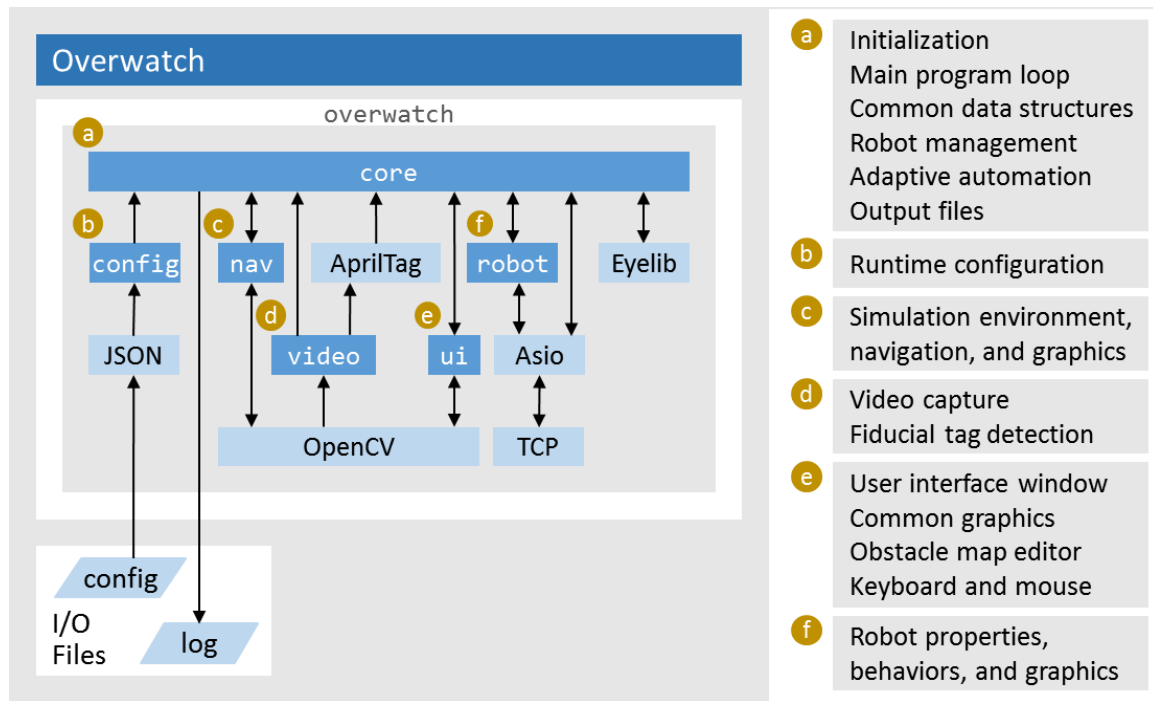 Overwatch
overwatch
a
core
b
c
f
config
nav
AprilTag
robot
Eyelib
d
e
JSON
video
ui
Asio
OpenCV
TCP
config
I/O
Files
log
a
Initialization
Main program loop
Common data structures
Robot management
Adaptive automation
Output files
b
Runtime configuration
c
Simulation environment,
navigation, and graphics
d
Video capture
Fiducial tag detection
e
User interface window
Common graphics
Obstacle map editor
Keyboard and mouse
f
Robot properties,
behaviors, and graphics